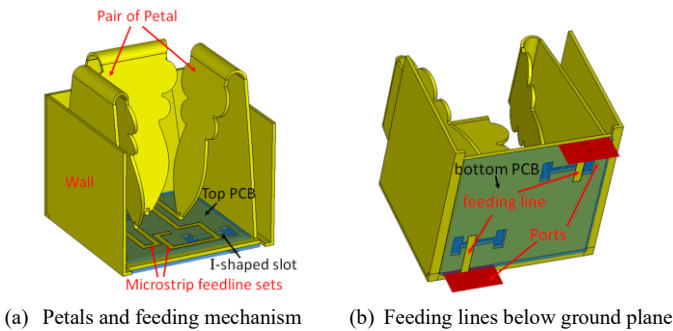 Pair of Petal
Wall
Top PCB
I-shaped slot
Microstrip feedline sets
bottom PCB
feeding line
Ports
(a) Petals and feeding mechanism
(b) Feeding lines below ground plane